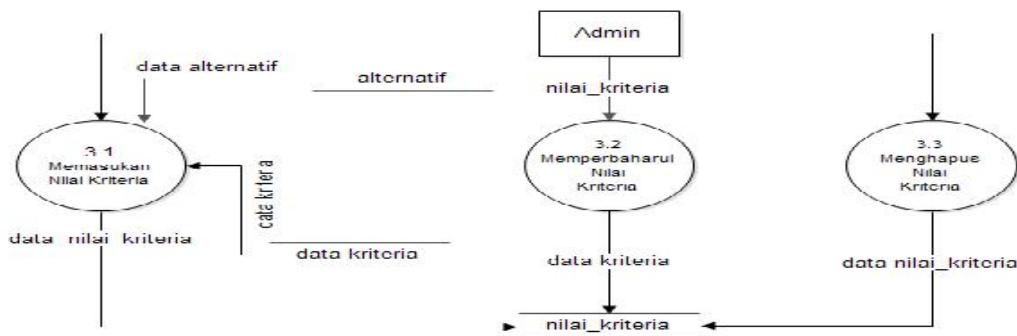 Admin
data alternatif
alternatif
nilai_kriteria
3.1
Memasukan
Nilai Kriteria
3.2
Memperbaharui
Nilai
Kriteria
3.3
Menghapus
Nilai
Kriteria
data kritera
data nilai kriteria
data kriteria
data kriteria
data nilai_kriteria
nilai_kriteria